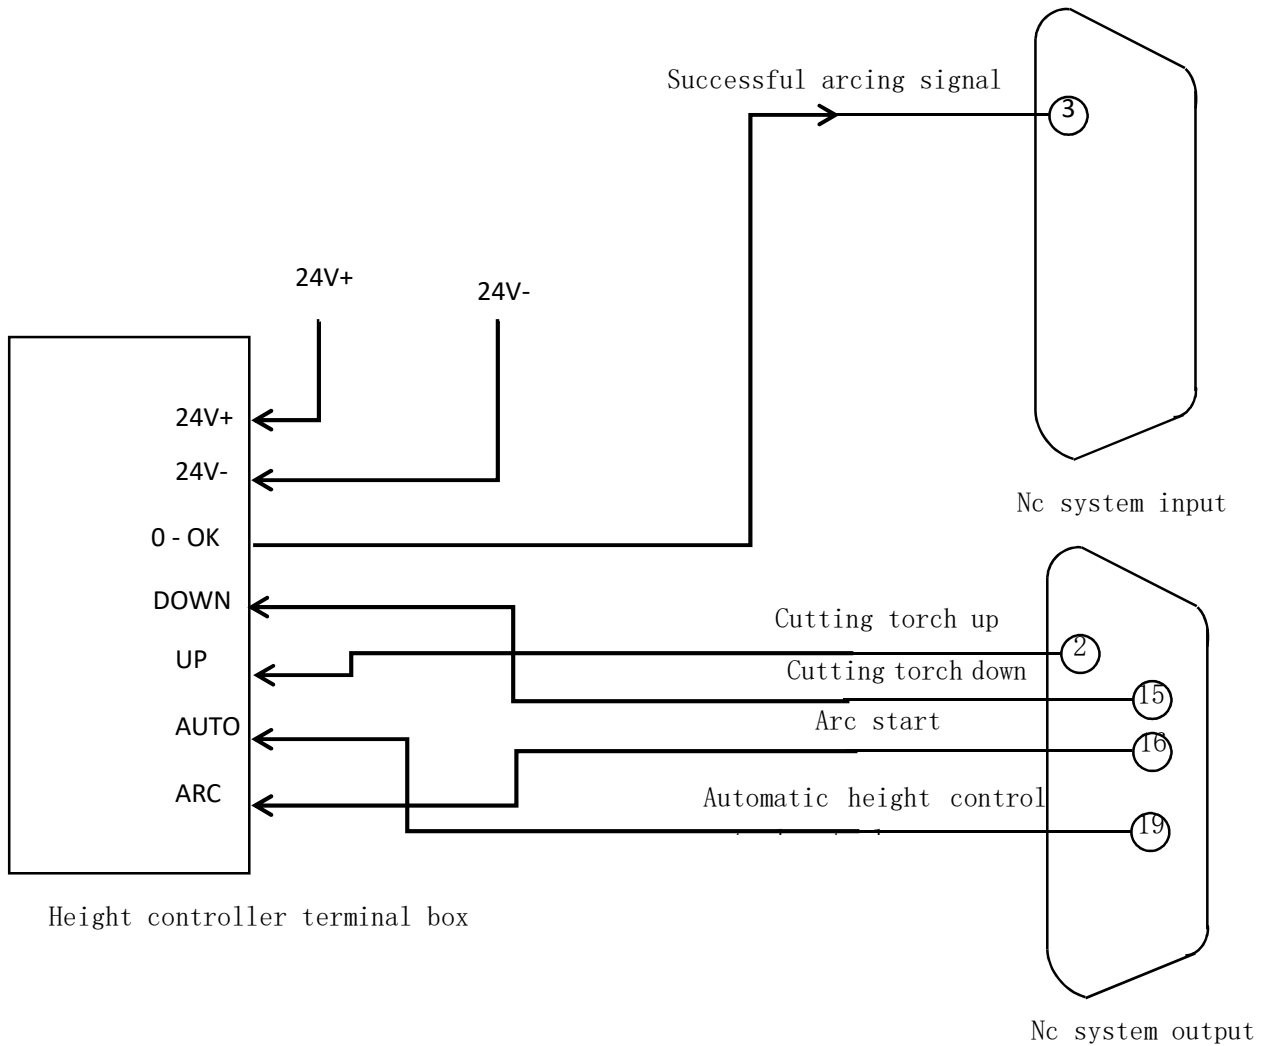 Successful arcing signal
3
24V+
24V-
24V+
24V-
0 - OK
DOWN
UP
AUTO
ARC
Height controller terminal box
Nc system input
Cutting torch up
2
Cutting torch down
15
Arc start
16
Automatic height control
19
Nc system output